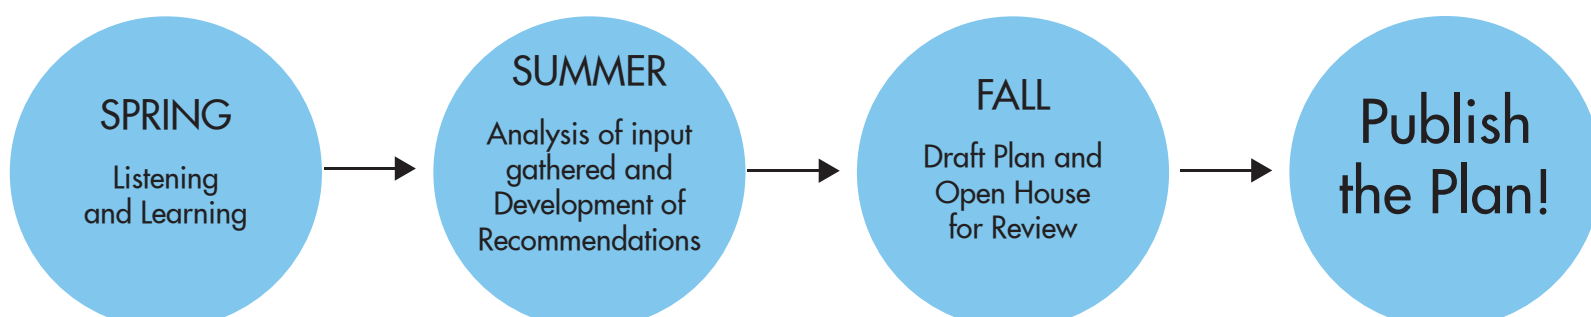 SPRING
Listening
and Learning
SUMMER
Analysis of input
gathered and
Development of
Recommendations
FALL
Draft Plan and
Open House
for Review
Publish
the Plan!